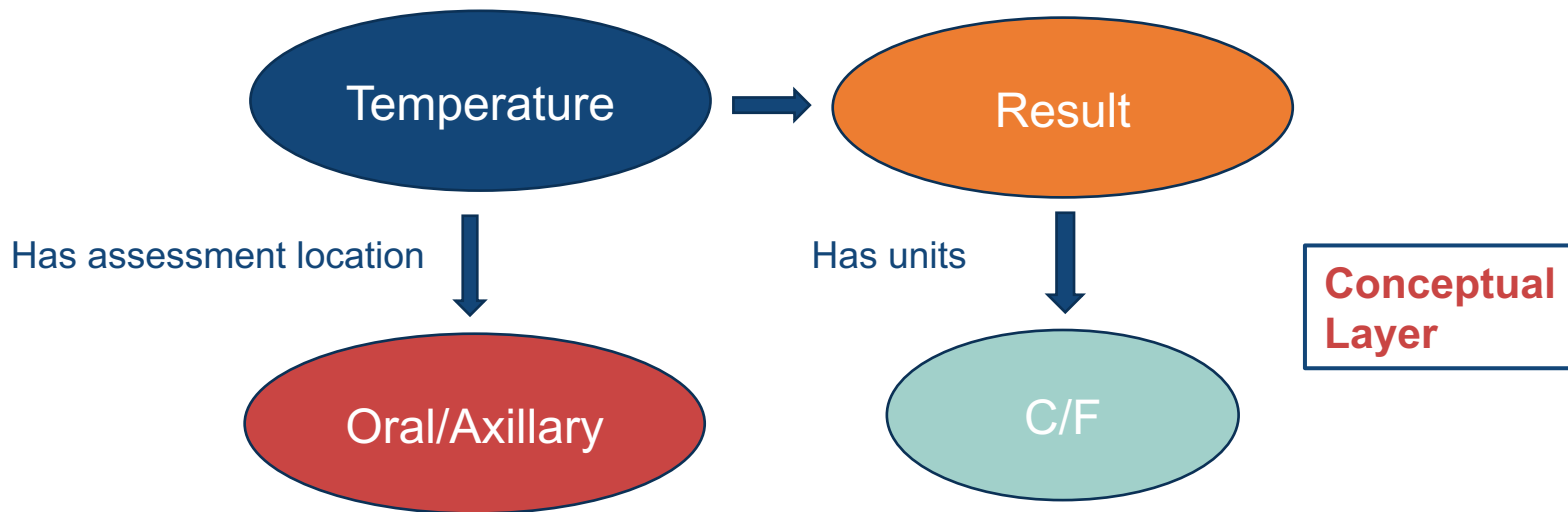 Temperature
Result
Has assessment location
Has units
Conceptual
Layer
Oral/Axillary
C/F